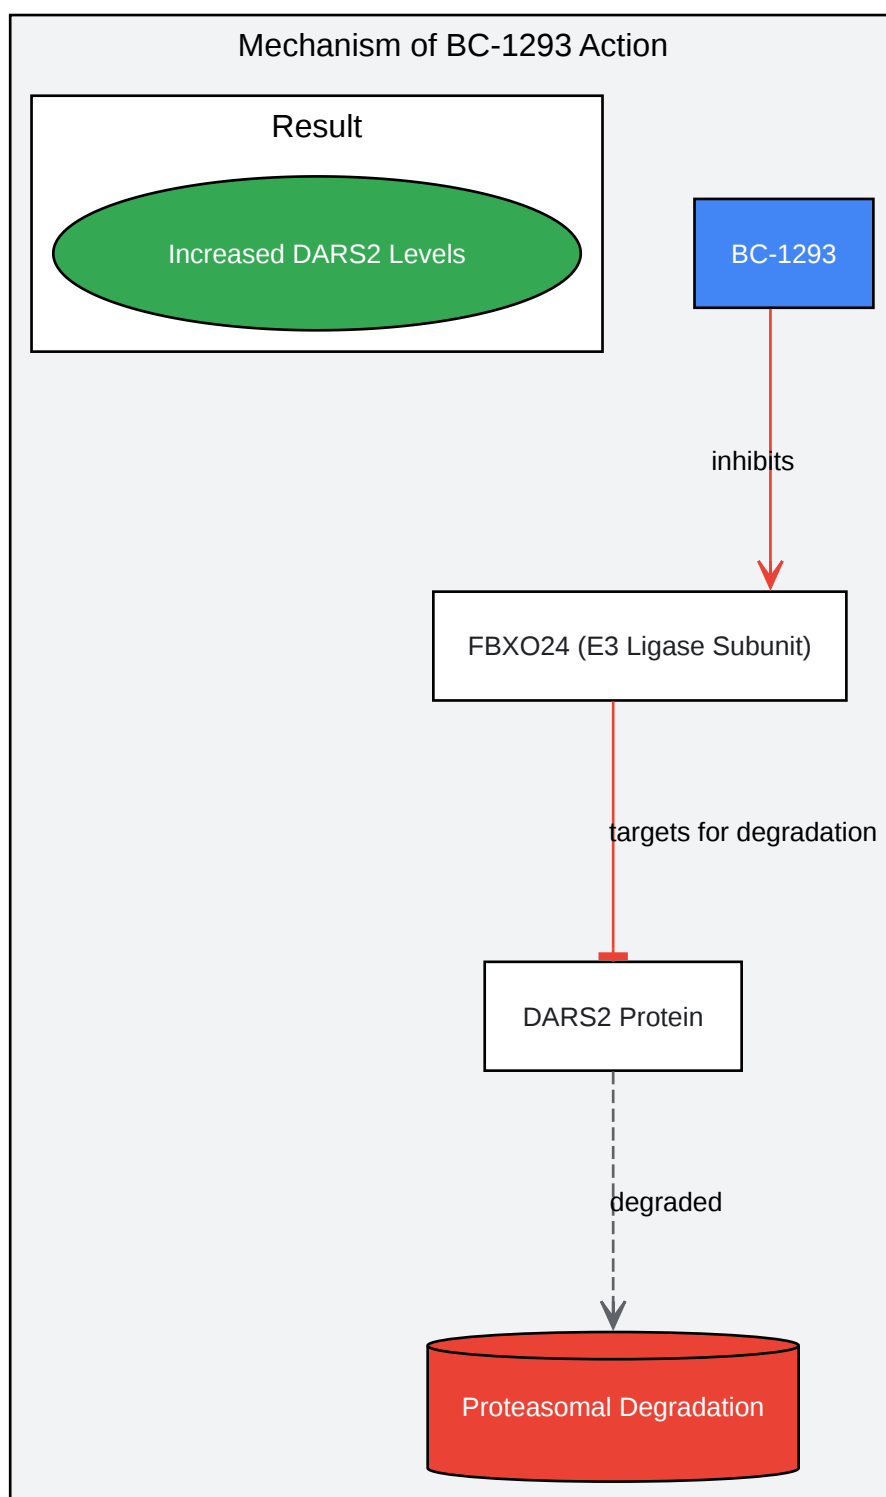 Mechanism of BC-1293 Action
Result
Increased DARS2 Levels
BC-1293
inhibits
FBXO24 (E3 Ligase Subunit)
targets for degradation
DARS2 Protein
degraded
Proteasomal Degradation